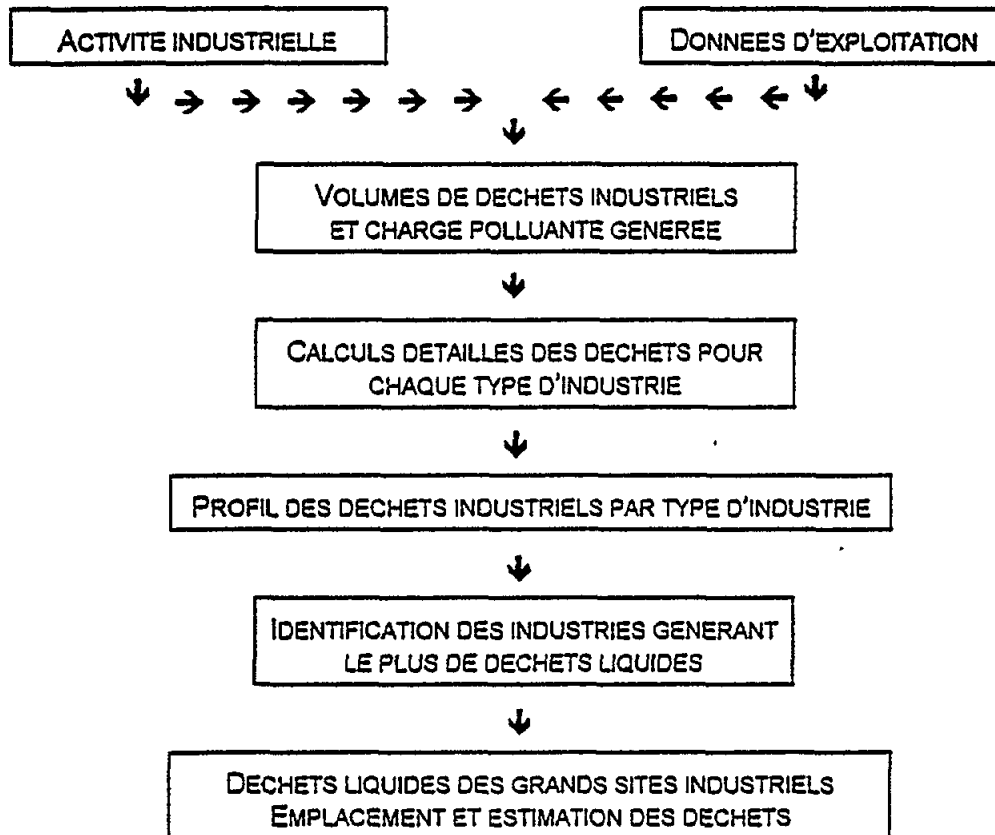 ACTIVITE INDUSTRIELLE
DONNEES D'EXPLOITATION
VOLUMES DE DECHETS INDUSTRIELS
ET CHARGE POLLUANTE GENEREE
CALCULS DETAILLES DES DECHETS POUR
CHAQUE TYPE D'INDUSTRIE
PROFIL DES DECHETS INDUSTRIELS PAR TYPE D'INDUSTRIE
IDENTIFICATION DES INDUSTRIES GENERANT
LE PLUS DE DECHETS LIQUIDES
DECHETS LIQUIDES DES GRANDS SITES INDUSTRIELS
EMPLACEMENT ET ESTIMATION DES DECHETS